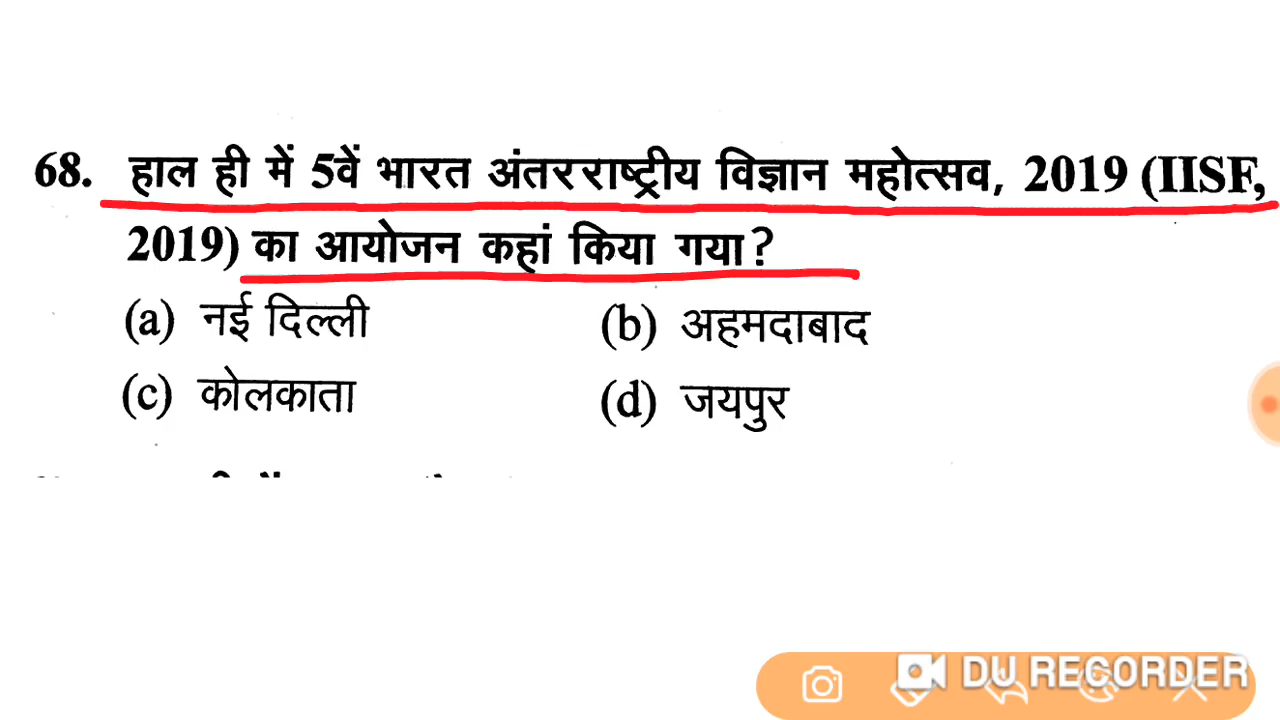 68. हाल ही में 5वें भारत अंतरराष्ट्रीय विज्ञान महोत्सव, 2019 (IISF,
2019) का आयोजन कहां किया गया?
(a) नई दिल्ली (b) अहमदाबाद
(c) कोलकाता (d) जयपुर
DU RECORDER